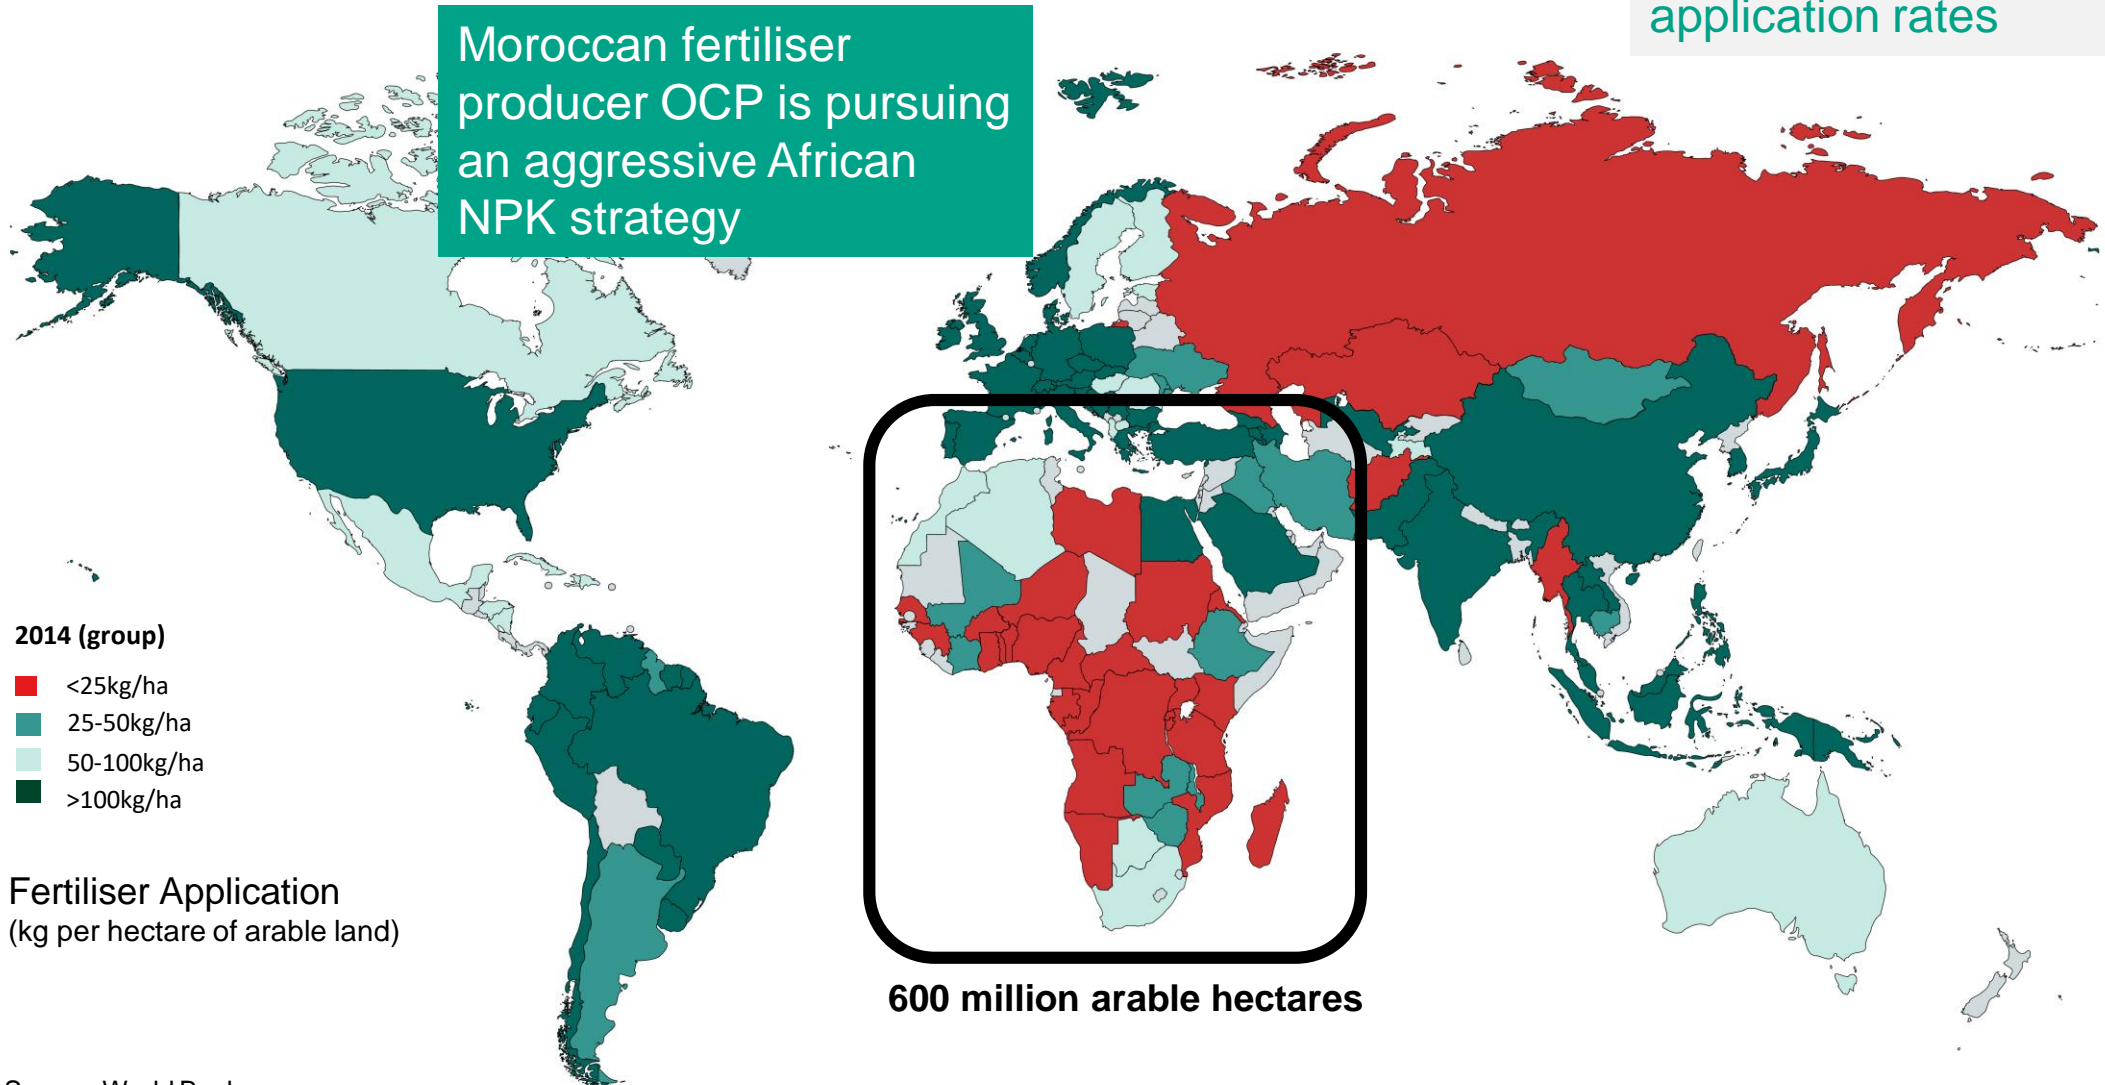 application rates
Moroccan fertiliser
producer OCP is pursuing
an aggressive African
NPK strategy
2014 (group)
<25kg/ha
25-50kg/ha
50-100kg/ha
>100kg/ha
Fertiliser Application
(kg per hectare of arable land)
600 million arable hectares